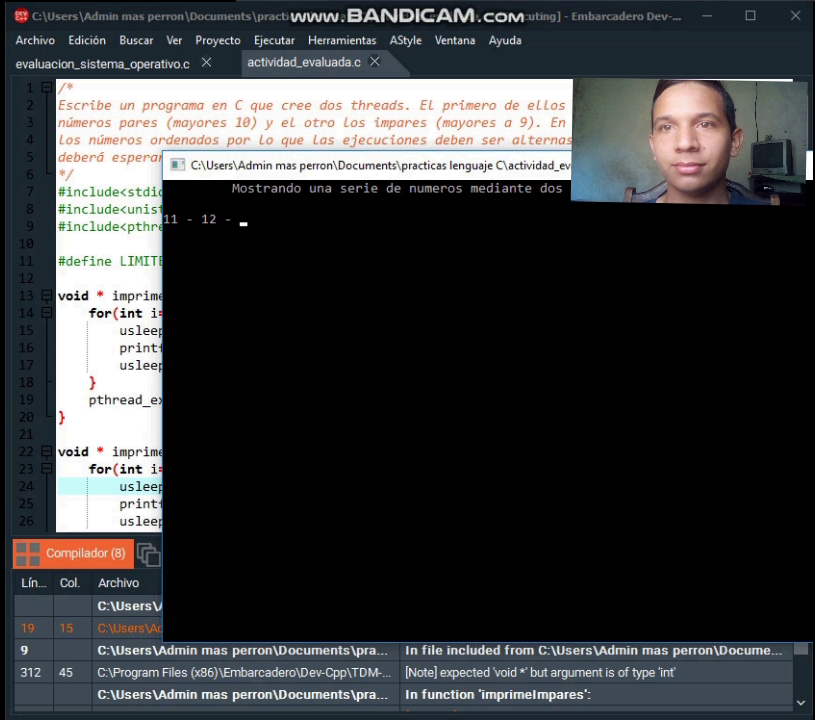 C:\Users\Admin mas perron\Documents\practi
www.BANDICAM.com
uting] - Embarcadero Dev-...
Archivo Edición Buscar Ver Proyecto Ejecutar Herramientas AStyle Ventana Ayuda
evaluacion_sistema_operativo.c
actividad_evaluada.c
1 /*
2 Escribe un programa en C que cree dos threads. El primero de ellos
3 números pares (mayores 10) y el otro los impares (mayores a 9). En
4 los números ordenados por lo que las ejecuciones deben ser alternas
5 deberá esperar
6 */
7 #include<stdi
8 #include<unist
9 #include<pthre
10
11 #define LIMITE
12
13 void * imprime
14 for(int i=
15 usleep
16 printf
17 usleep
18 }
19 pthread_ex
20 }
21
22 void * imprime
23 for(int i=
24 usleep
25 printf
26 usleep
C:\Users\Admin mas perron\Documents\practicas lenguaje C\actividad_ev
Mostrando una serie de numeros mediante dos
11 - 12 -
Compilador (8)
Lín... Col. Archivo
C:\Users\A
19 15 C:\Users\Ad
9 C:\Users\Admin mas perron\Documents\pra... In file included from C:\Users\Admin mas perron\Docume...
312 45 C:\Program Files (x86)\Embarcadero\Dev-Cpp\TDM-... [Note] expected 'void *' but argument is of type 'int'
C:\Users\Admin mas perron\Documents\pra... In function 'imprimeImpares':